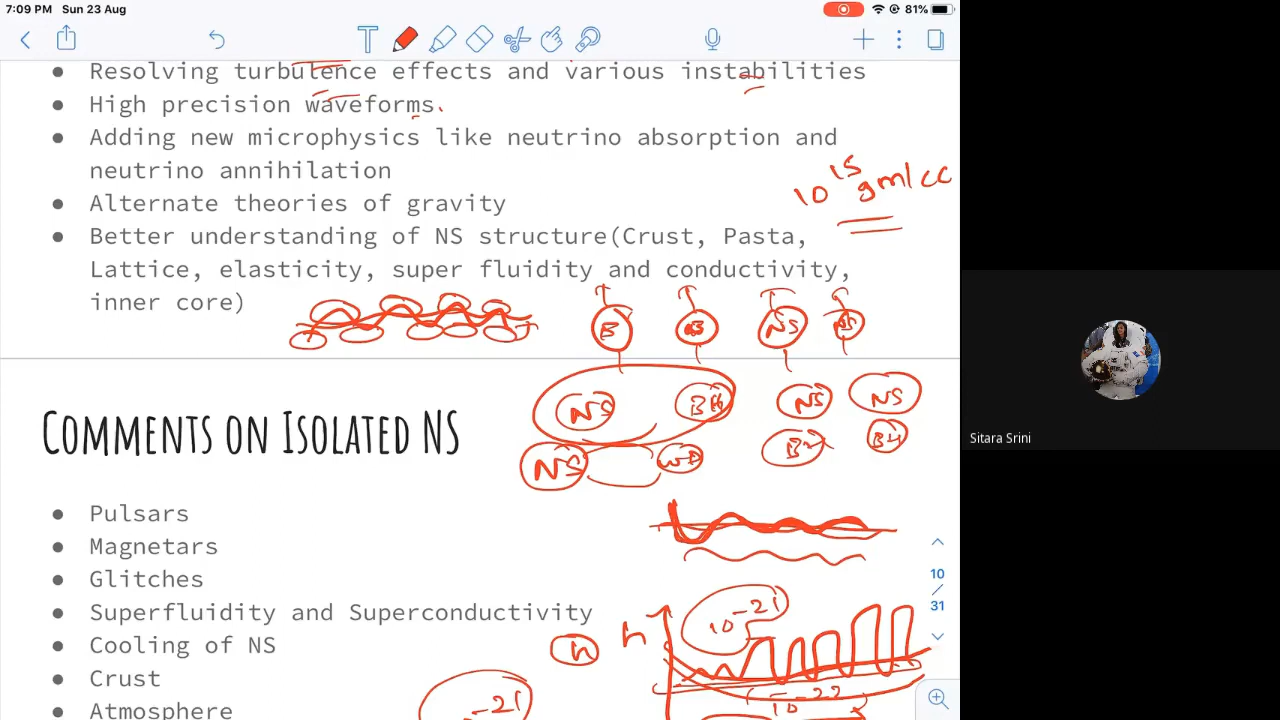 7:09 PM Sun 23 Aug
81%
Resolving turbulence effects and various instabilities
High precision waveforms.
Adding new microphysics like neutrino absorption and
neutrino annihilation
10^15 gm/cc
Alternate theories of gravity
Better understanding of NS structure(Crust, Pasta,
Lattice, elasticity, super fluidity and conductivity,
inner core)
B
NS
NS BH NS NS
NS BH
Comments on Isolated NS
Pulsars
Magnetars
Glitches
Superfluidity and Superconductivity
Cooling of NS
Crust
Atmosphere
h h 10^-21
10^-22
-21
10
/
31
Sitara Srini